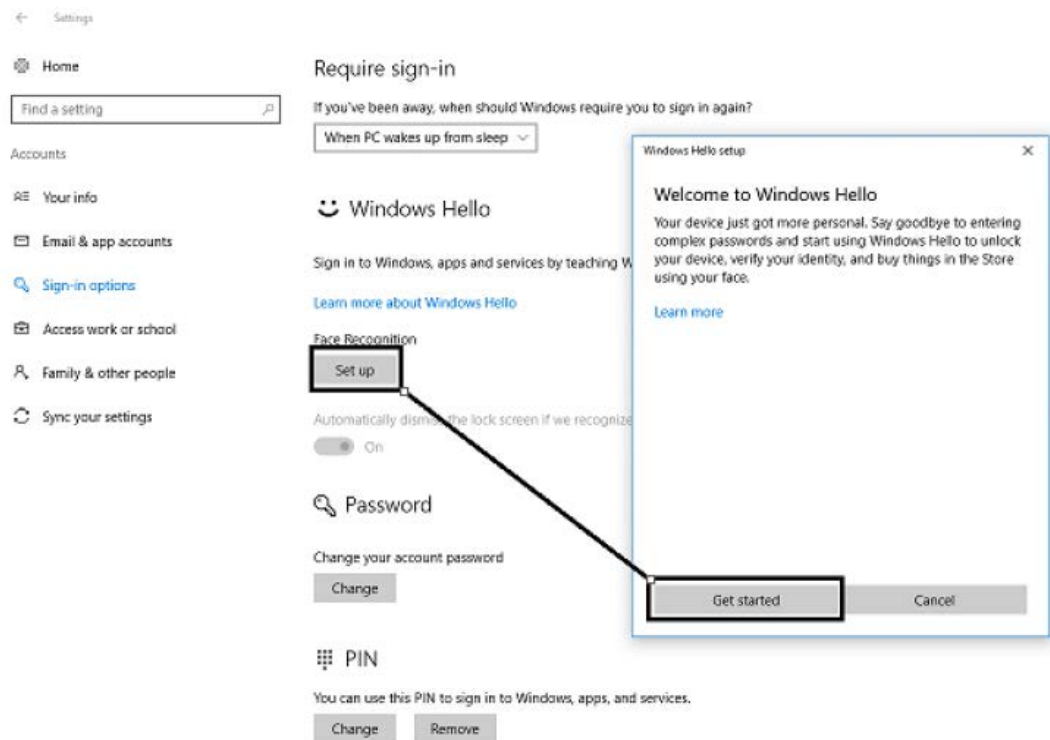 Settings
Home
Find a setting
Accounts
Your info
Email & app accounts
Sign-in options
Access work or school
Family & other people
Sync your settings
Require sign-in
If you've been away, when should Windows require you to sign in again?
When PC wakes up from sleep
Windows Hello
Sign in to Windows, apps and services by teaching W
Learn more about Windows Hello
Face Recognition
Set up
Automatically dismiss the lock screen if we recognize
On
Password
Change your account password
Change
PIN
You can use this PIN to sign in to Windows, apps, and services.
Change Remove
Windows Hello setup
Welcome to Windows Hello
Your device just got more personal. Say goodbye to entering
complex passwords and start using Windows Hello to unlock
your device, verify your identity, and buy things in the Store
using your face.
Learn more
Get started Cancel